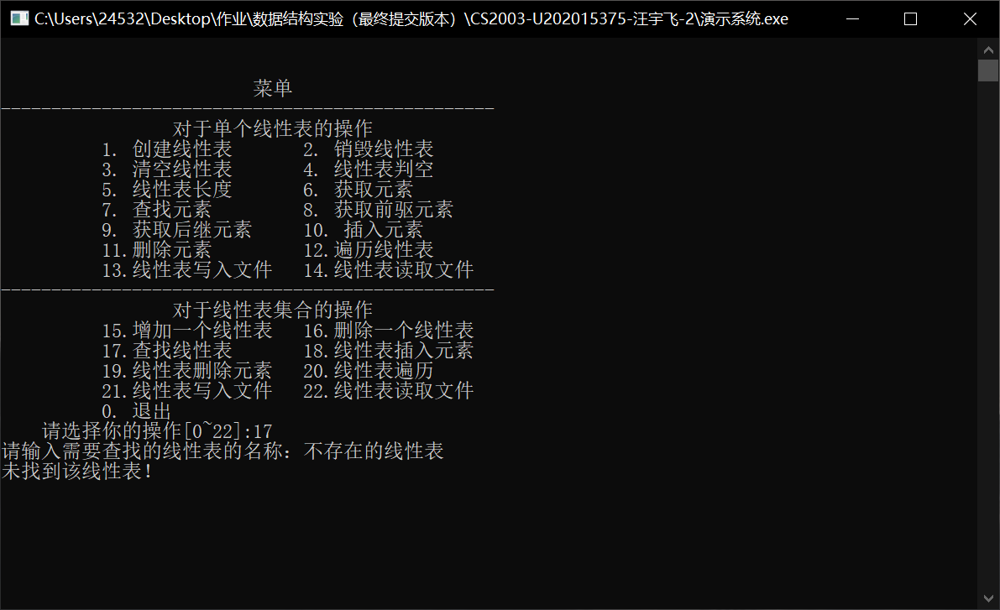 C:\Users\24532\Desktop\作业\数据结构实验（最终提交版本）\CS2003-U202015375-汪宇飞-2\演示系统.exe
菜单
-------------------------------------------------
对于单个线性表的操作
1. 创建线性表 2. 销毁线性表
3. 清空线性表 4. 线性表判空
5. 线性表长度 6. 获取元素
7. 查找元素 8. 获取前驱元素
9. 获取后继元素 10. 插入元素
11.删除元素 12.遍历线性表
13.线性表写入文件 14.线性表读取文件
-------------------------------------------------
对于线性表集合的操作
15.增加一个线性表 16.删除一个线性表
17.查找线性表 18.线性表插入元素
19.线性表删除元素 20.线性表遍历
21.线性表写入文件 22.线性表读取文件
0. 退出
请选择你的操作[0~22]:17
请输入需要查找的线性表的名称：不存在的线性表
未找到该线性表！